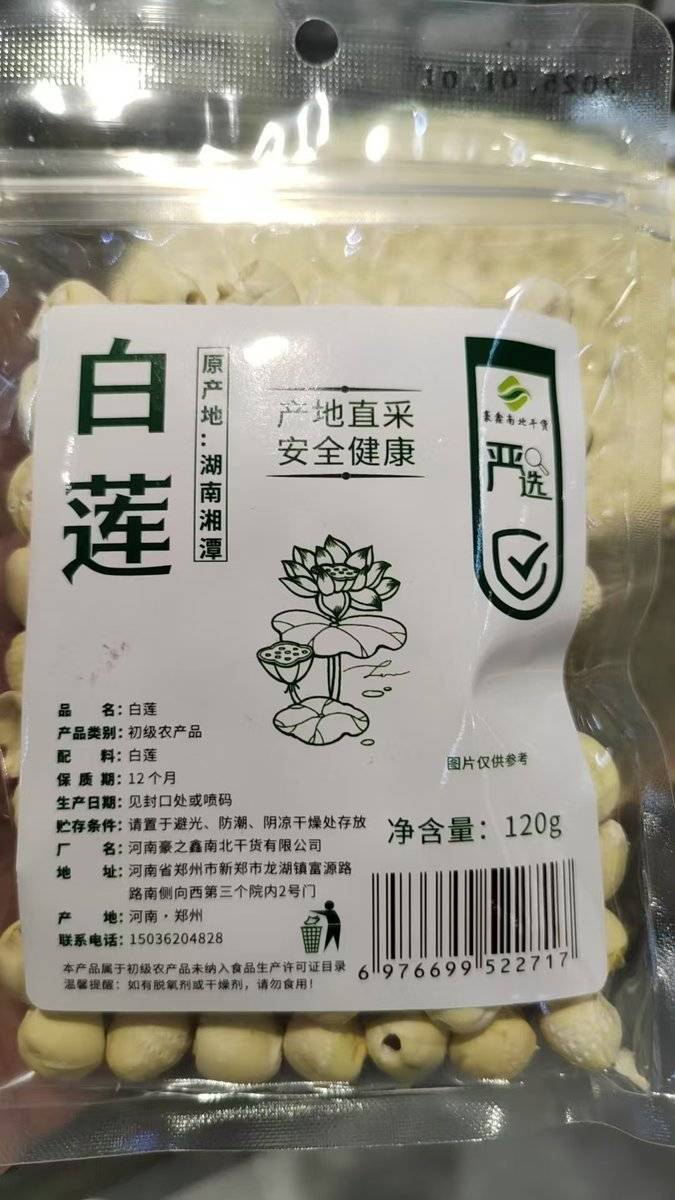 2025.01.01
白莲
原产地：湖南湘潭
产地直采
安全健康
豪鑫南北干货
严选
品 名：白莲
产品类别：初级农产品
配 料：白莲
保 质 期：12个月
生产日期：见封口处或喷码
贮存条件：请置于避光、防潮、阴凉干燥处存放
厂 名：河南豪之鑫南北干货有限公司
地 址：河南省郑州市新郑市龙湖镇富源路
路南侧向西第三个院内2号门
产 地：河南·郑州
联系电话：15036204828
本产品属于初级农产品未纳入食品生产许可证目录
温馨提醒：如有脱氧剂或干燥剂，请勿食用！
图片仅供参考
净含量：120g
6 976699 522717